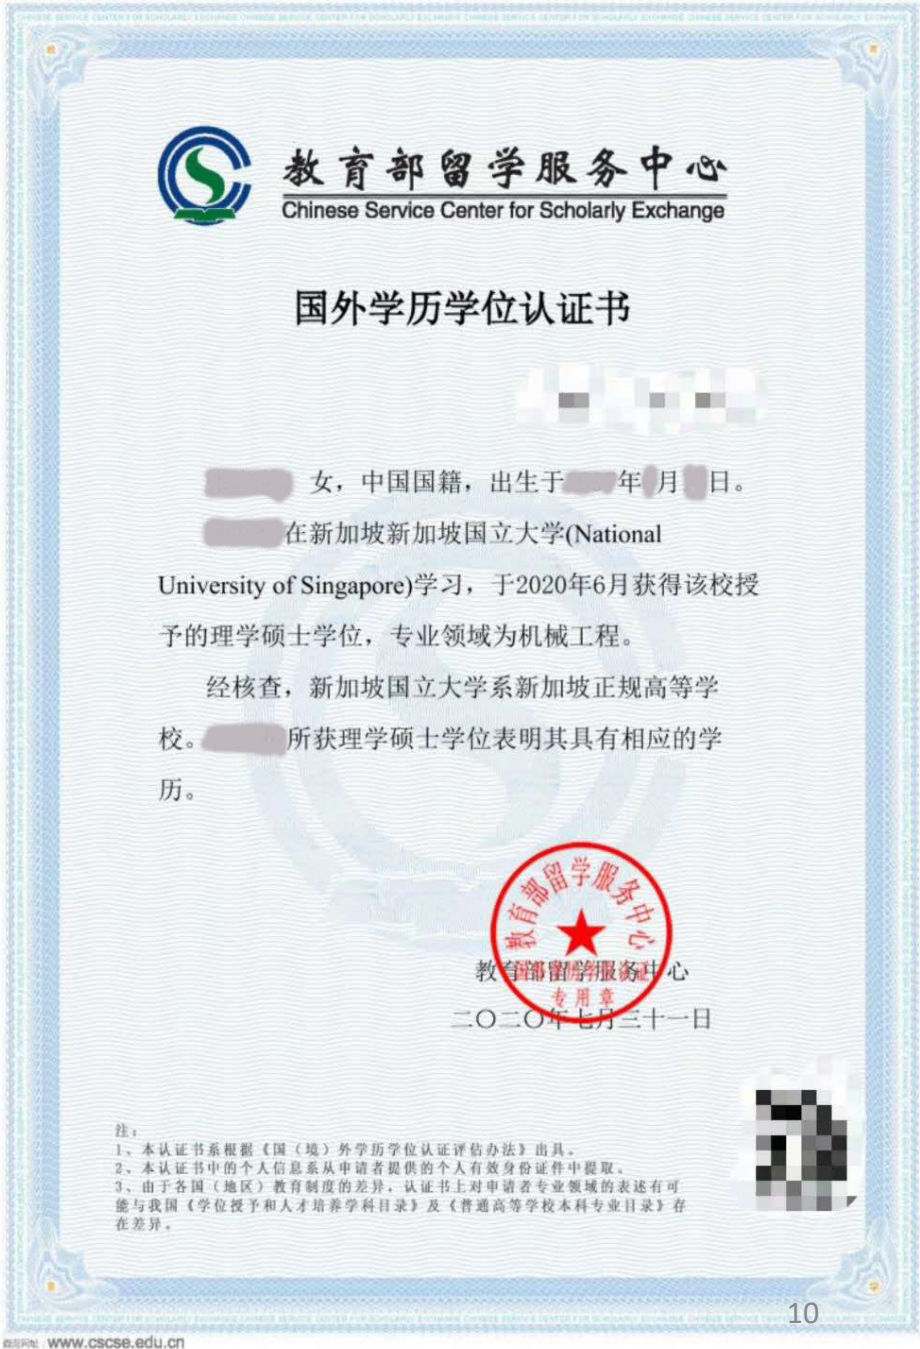 教育部留学服务中心
Chinese Service Center for Scholarly Exchange
国外学历学位认证书
女，中国国籍，出生于 年 月 日。
在新加坡新加坡国立大学(National
University of Singapore)学习，于2020年6月获得该校授
予的理学硕士学位，专业领域为机械工程。
经核查，新加坡国立大学系新加坡正规高等学
校。 所获理学硕士学位表明其具有相应的学
历。
教育部留学服务中心
教育部留学服务中心
专用章
二〇二〇年七月三十一日
注：
1、本认证书系根据《国（境）外学历学位认证评估办法》出具。
2、本认证书中的个人信息系从申请者提供的个人有效身份证件中提取。
3、由于各国（地区）教育制度的差异，认证书上对申请者专业领域的表述有可
能与我国《学位授予和人才培养学科目录》及《普通高等学校本科专业目录》存
在差异。
10
www.cscse.edu.cn